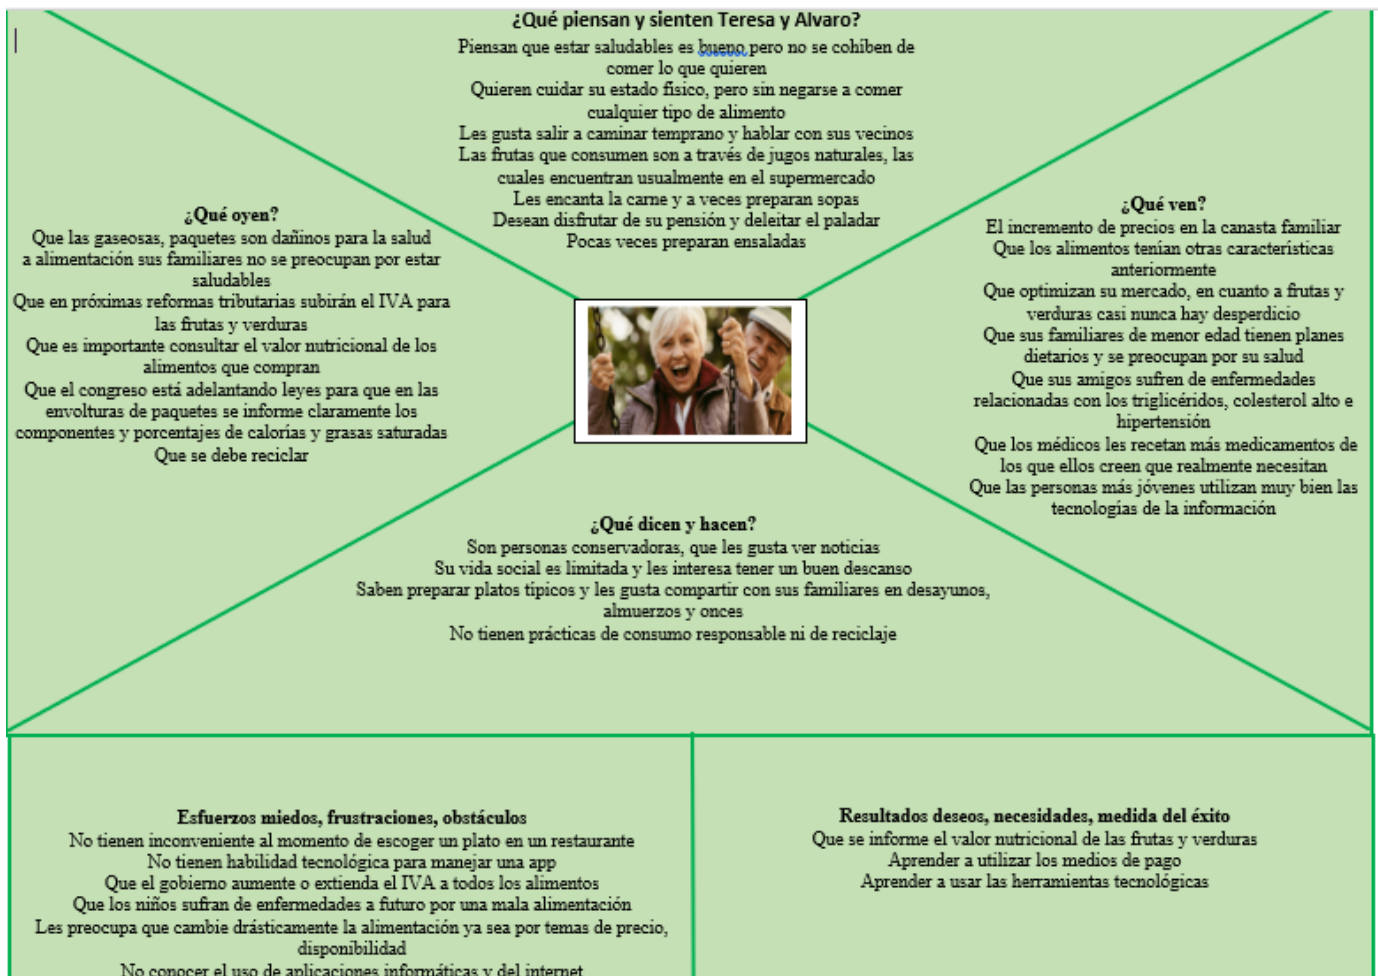 ¿Qué piensan y sienten Teresa y Alvaro?
Piensan que estar saludables es bueno pero no se cohiben de
comer lo que quieren
Quieren cuidar su estado físico, pero sin negarse a comer
cualquier tipo de alimento
Les gusta salir a caminar temprano y hablar con sus vecinos
Las frutas que consumen son a través de jugos naturales, las
cuales encuentran usualmente en el supermercado
Les encanta la carne y a veces preparan sopas
Desean disfrutar de su pensión y deleitar el paladar
Pocas veces preparan ensaladas
¿Qué oyen?
Que las gaseosas, paquetes son dañinos para la salud
a alimentación sus familiares no se preocupan por estar
saludables
Que en próximas reformas tributarias subirán el IVA para
las frutas y verduras
Que es importante consultar el valor nutricional de los
alimentos que compran
Que el congreso está adelantando leyes para que en las
envolturas de paquetes se informe claramente los
componentes y porcentajes de calorías y grasas saturadas
Que se debe reciclar
¿Qué ven?
El incremento de precios en la canasta familiar
Que los alimentos tenían otras características
anteriormente
Que optimizan su mercado, en cuanto a frutas y
verduras casi nunca hay desperdicio
Que sus familiares de menor edad tienen planes
dietarios y se preocupan por su salud
Que sus amigos sufren de enfermedades
relacionadas con los triglicéridos, colesterol alto e
hipertensión
Que los médicos les recetan más medicamentos de
los que ellos creen que realmente necesitan
Que las personas más jóvenes utilizan muy bien las
tecnologías de la información
¿Qué dicen y hacen?
Son personas conservadoras, que les gusta ver noticias
Su vida social es limitada y les interesa tener un buen descanso
Saben preparar platos típicos y les gusta compartir con sus familiares en desayunos,
almuerzos y onces
No tienen prácticas de consumo responsable ni de reciclaje
Esfuerzos miedos, frustraciones, obstáculos
No tienen inconveniente al momento de escoger un plato en un restaurante
No tienen habilidad tecnológica para manejar una app
Que el gobierno aumente o extienda el IVA a todos los alimentos
Que los niños sufran de enfermedades a futuro por una mala alimentación
Les preocupa que cambie drásticamente la alimentación ya sea por temas de precio,
disponibilidad
No conocer el uso de aplicaciones informáticas y del internet
Resultados deseos, necesidades, medida del éxito
Que se informe el valor nutricional de las frutas y verduras
Aprender a utilizar los medios de pago
Aprender a usar las herramientas tecnológicas